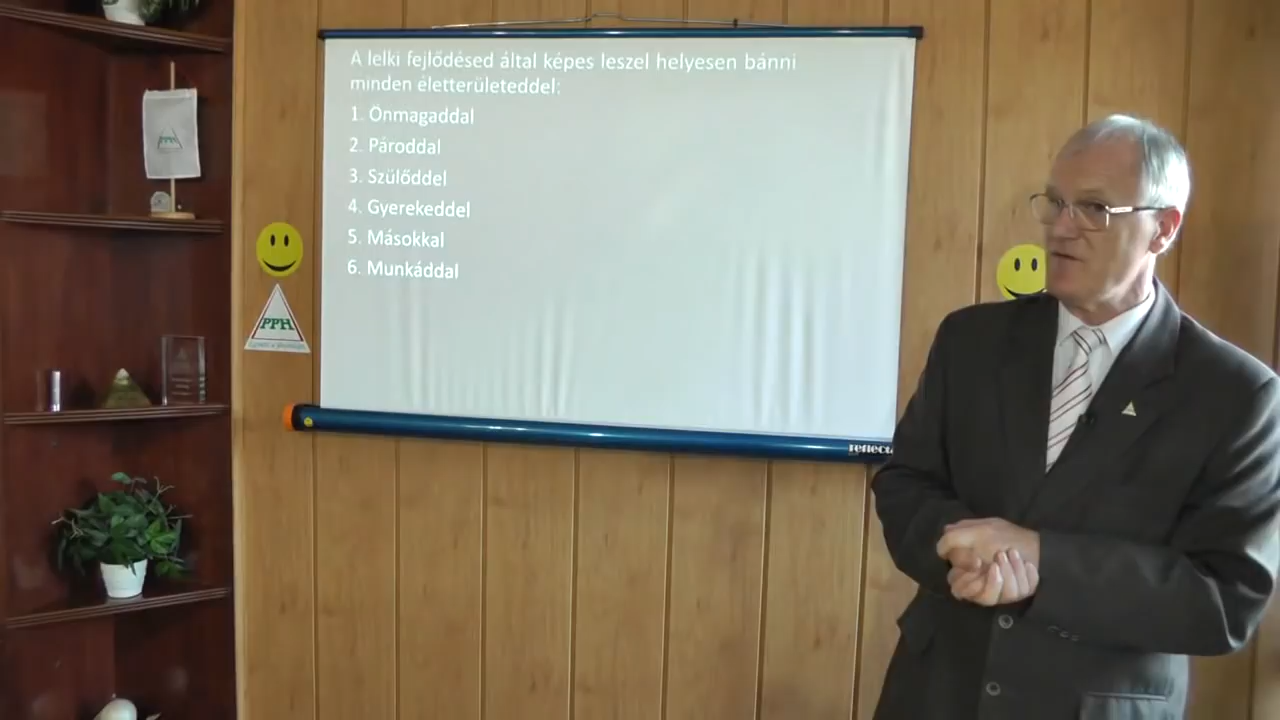 A lelki fejlődésed által képes leszel helyesen bánni
minden életterületeddel:
1. Önmagaddal
2. Pároddal
3. Szülőddel
4. Gyerekeddel
5. Másokkal
6. Munkáddal
PPH
PPH
reflecta